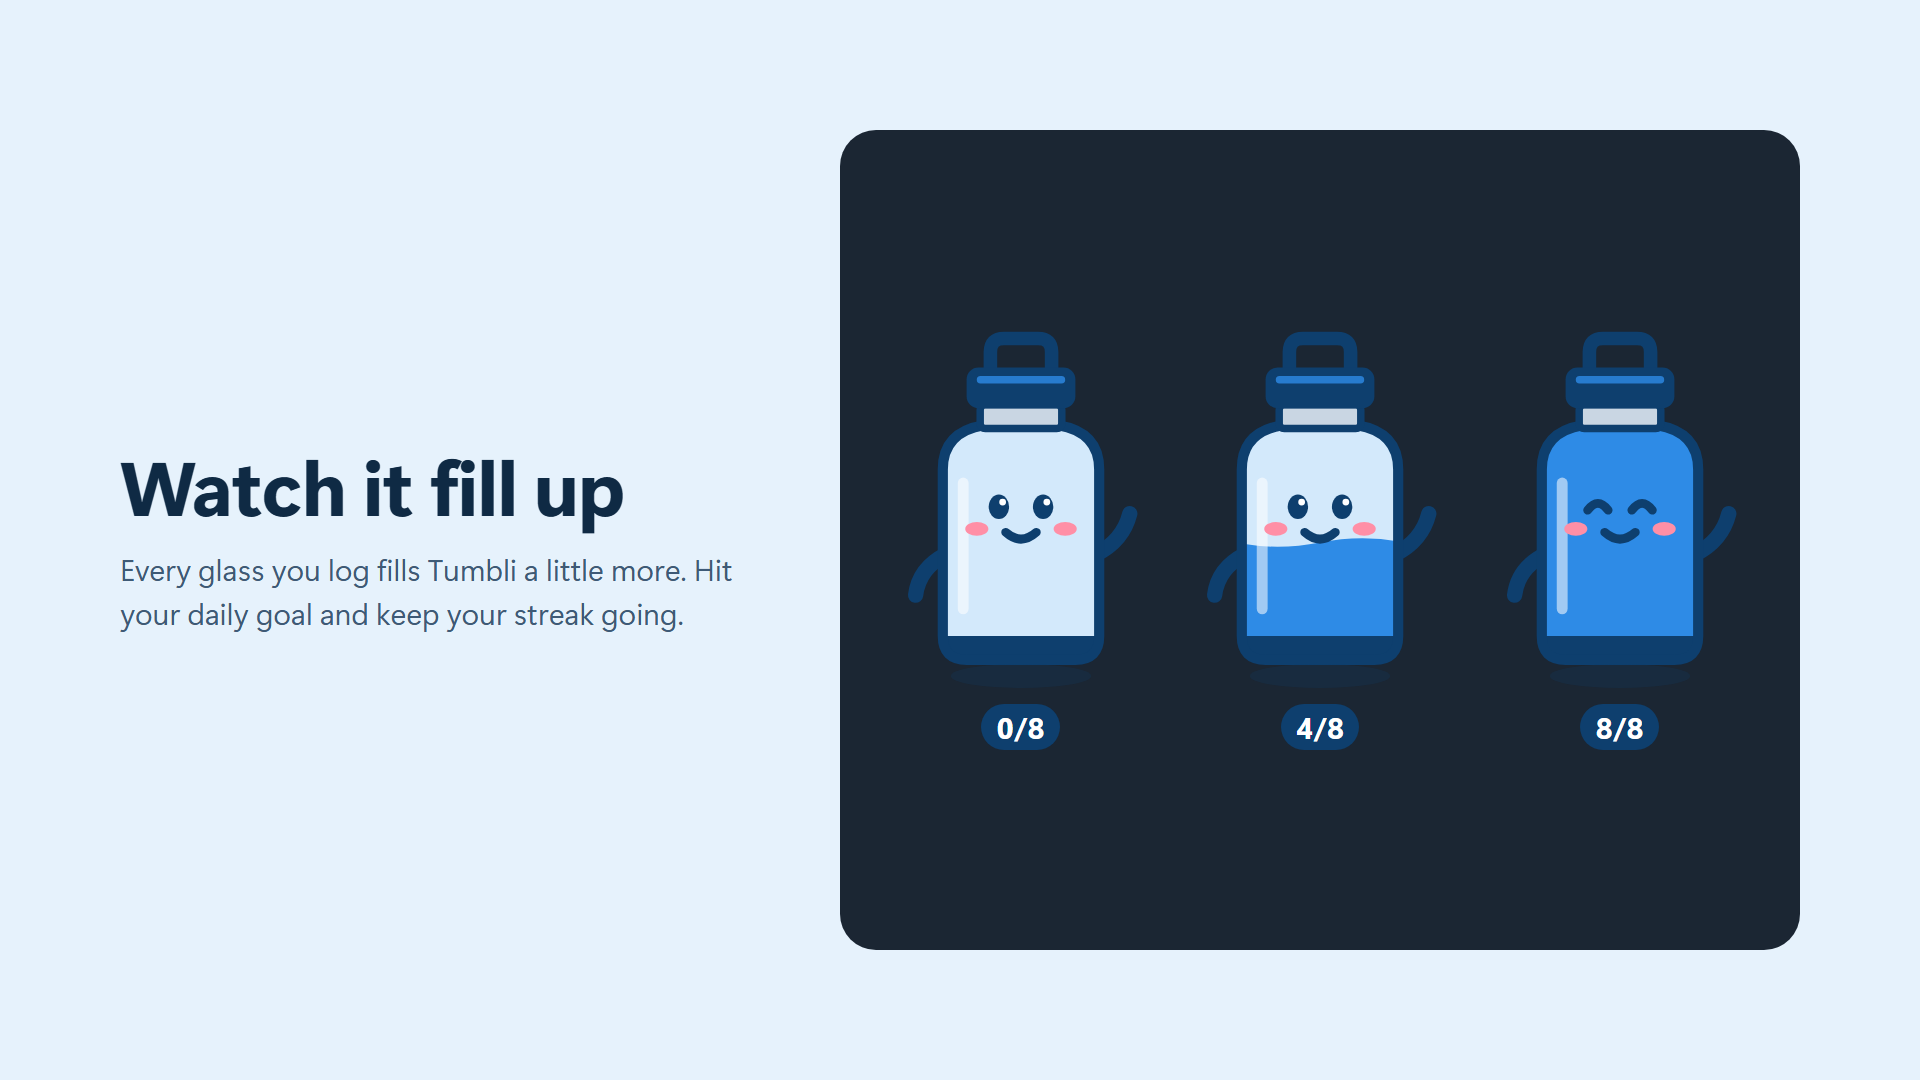 Watch it fill up
Every glass you log fills Tumbli a little more. Hit
your daily goal and keep your streak going.
0/8
4/8
8/8